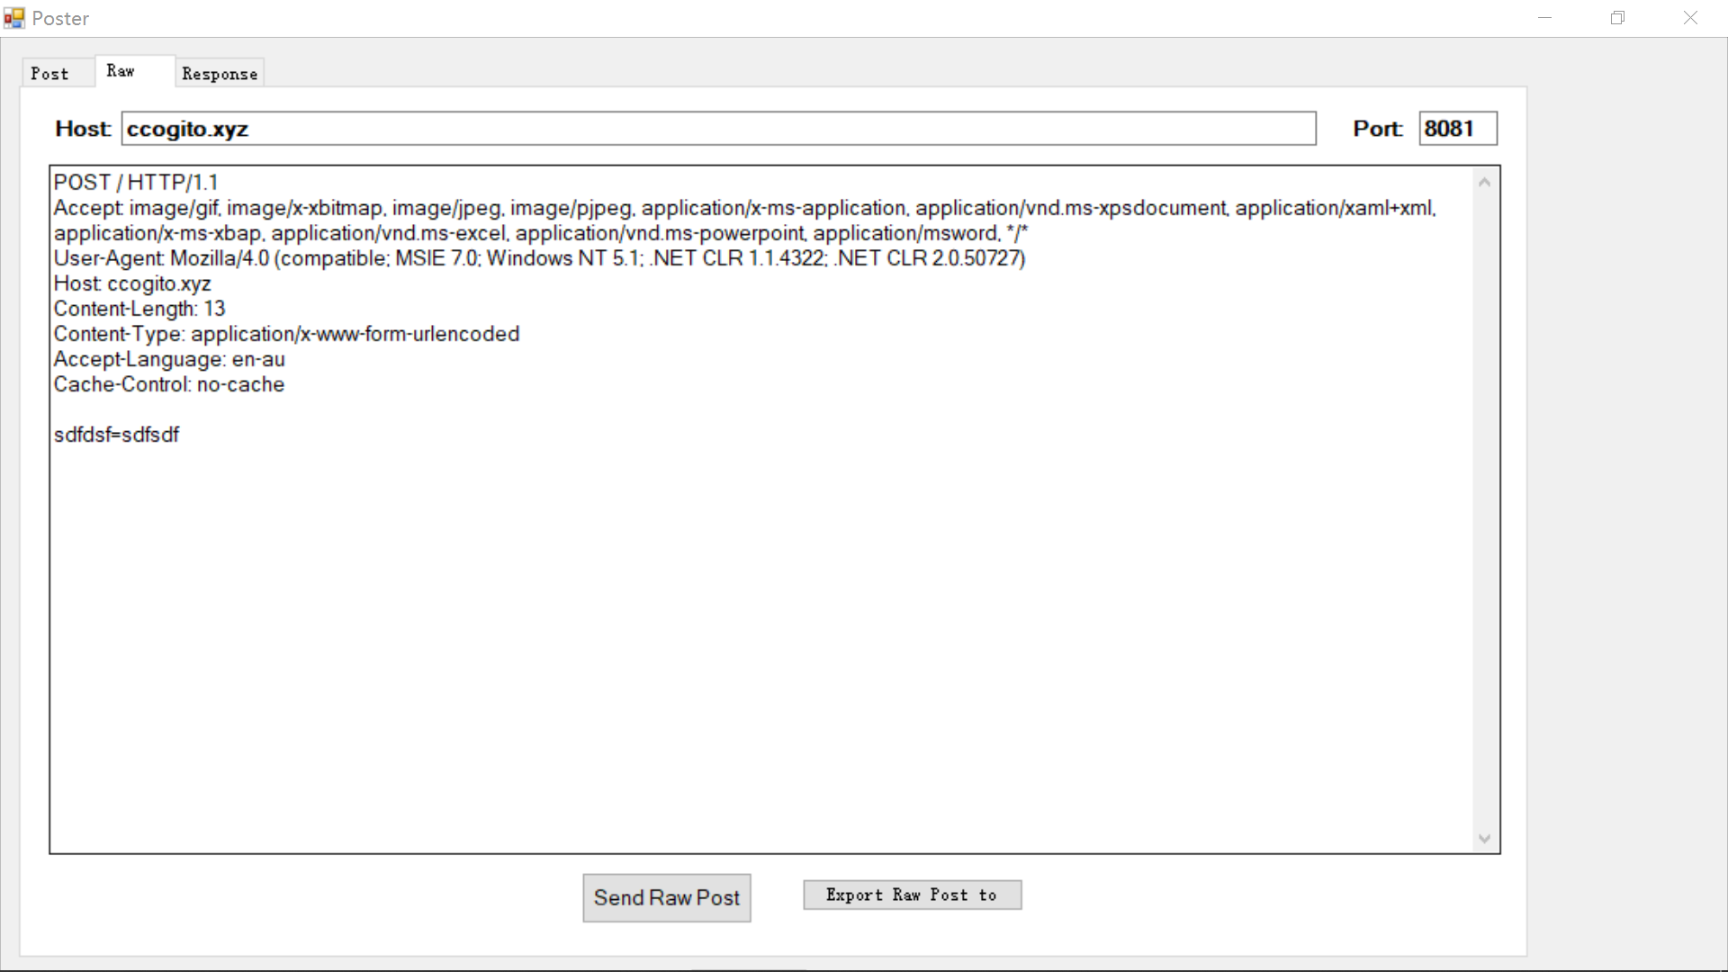 Poster
Post Raw Response
Host: ccogito.xyz Port: 8081
POST / HTTP/1.1
Accept: image/gif, image/x-xbitmap, image/jpeg, image/pjpeg, application/x-ms-application, application/vnd.ms-xpsdocument, application/xaml+xml,
application/x-ms-xbap, application/vnd.ms-excel, application/vnd.ms-powerpoint, application/msword, */*
User-Agent: Mozilla/4.0 (compatible; MSIE 7.0; Windows NT 5.1; .NET CLR 1.1.4322; .NET CLR 2.0.50727)
Host: ccogito.xyz
Content-Length: 13
Content-Type: application/x-www-form-urlencoded
Accept-Language: en-au
Cache-Control: no-cache
sdfdsf=sdfsdf
Send Raw Post Export Raw Post to